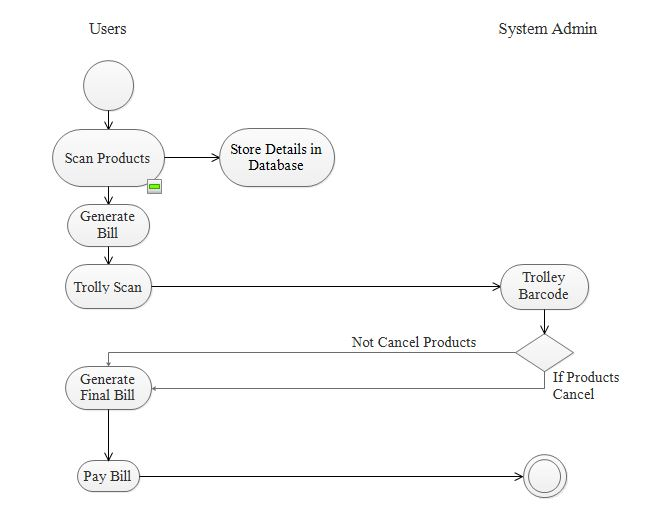 Users
System Admin
Scan Products
Store Details in
Database
Generate
Bill
Trolly Scan
Trolley
Barcode
Not Cancel Products
If Products
Cancel
Generate
Final Bill
Pay Bill